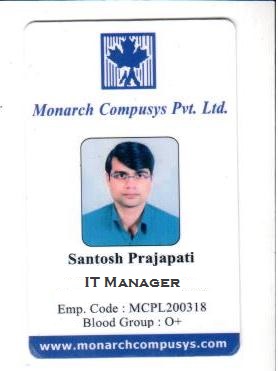 Monarch Compusys Pvt. Ltd.
Santosh Prajapati
IT Manager
Emp. Code : MCPL200318
Blood Group : O+
www.monarchcompusys.com